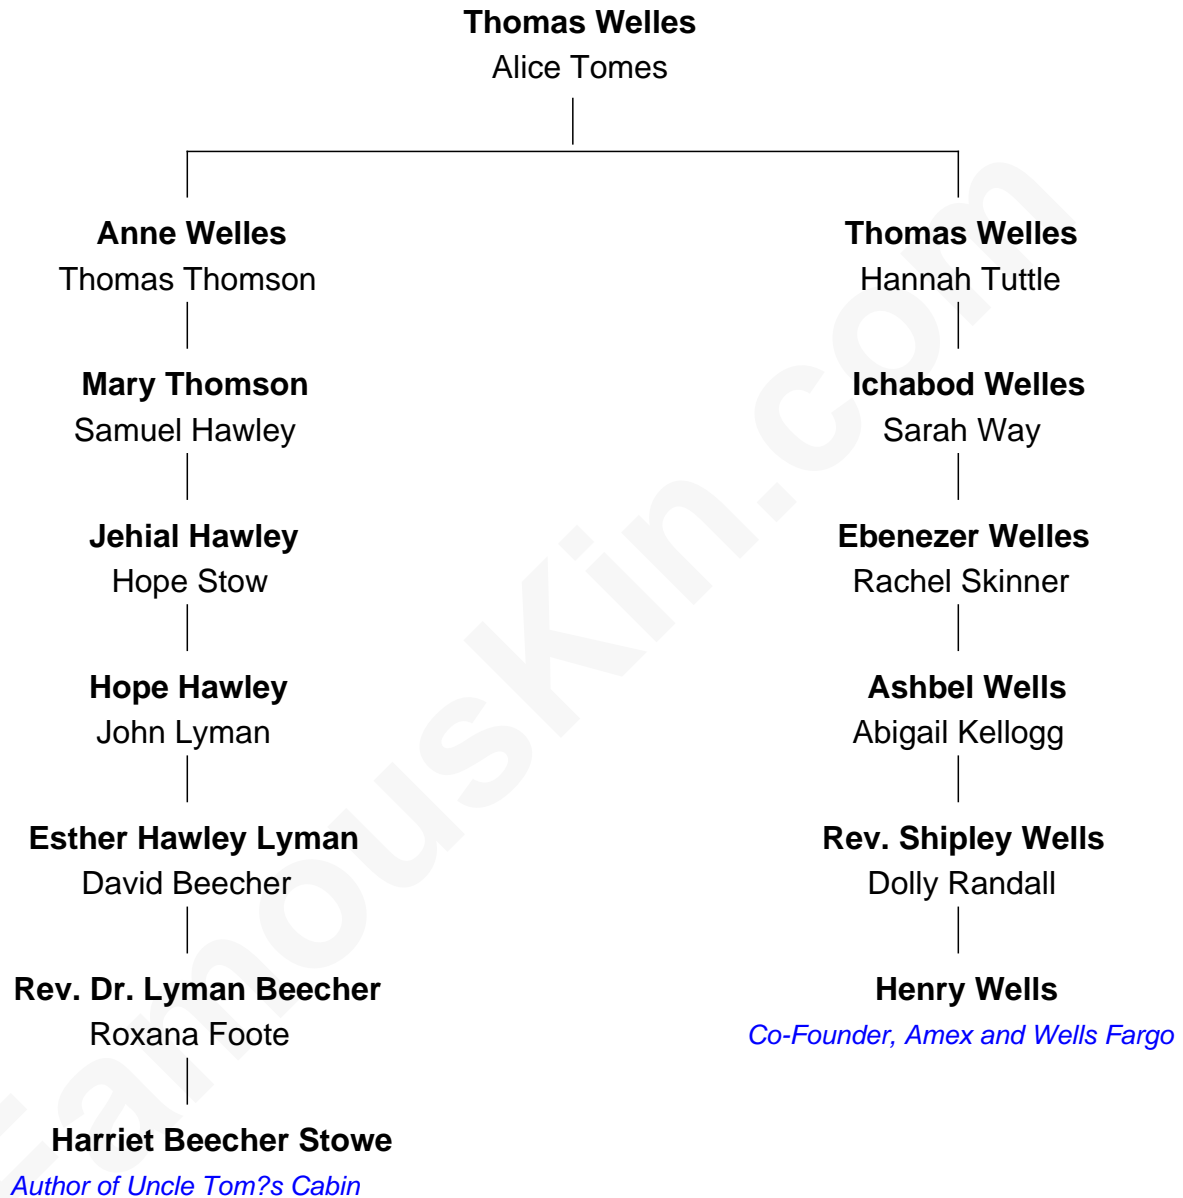 Thomas Welles
Alice Tomes
Anne Welles
Thomas Thomson
Thomas Welles
Hannah Tuttle
Mary Thomson
Samuel Hawley
Ichabod Welles
Sarah Way
Jehial Hawley
Hope Stow
Ebenezer Welles
Rachel Skinner
Hope Hawley
John Lyman
Ashbel Wells
Abigail Kellogg
Esther Hawley Lyman
David Beecher
Rev. Shipley Wells
Dolly Randall
Rev. Dr. Lyman Beecher
Roxana Foote
Henry Wells
Co-Founder, Amex and Wells Fargo
Harriet Beecher Stowe
Author of Uncle Tom?s Cabin
FamousKin.com